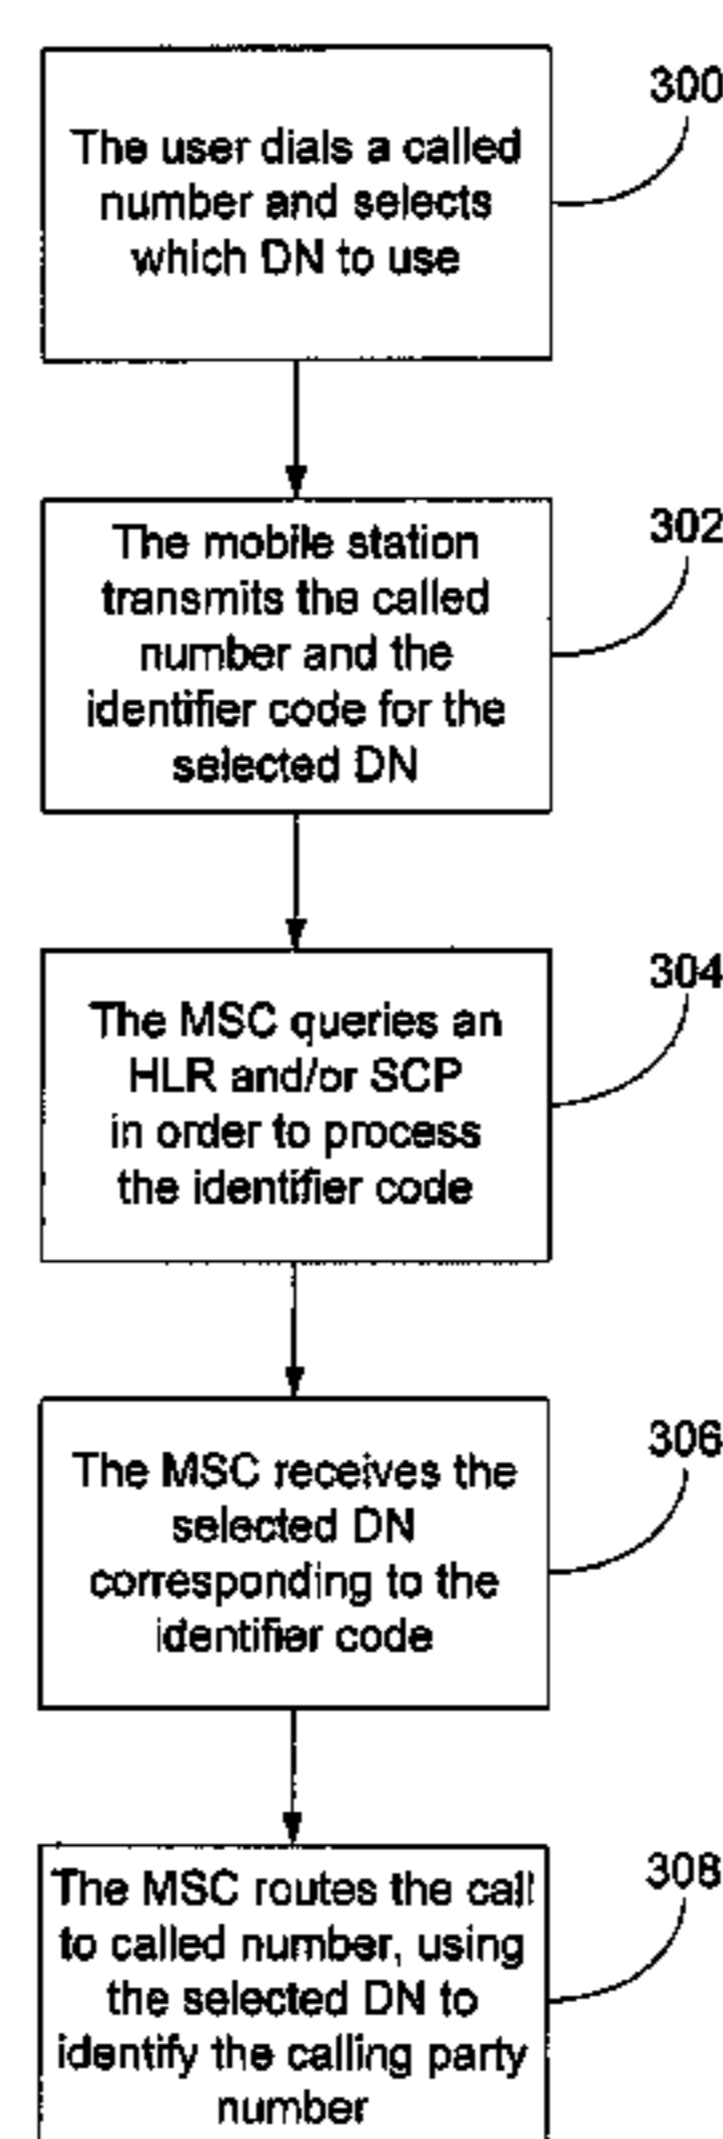 The user dials a called
number and selects
which DN to use
300
The mobile station
transmits the called
number and the
identifier code for the
selected DN
302
The MSC queries an
HLR and/or SCP
in order to process
the identifier code
304
The MSC receives the
selected DN
corresponding to the
identifier code
306
The MSC routes the call
to called number, using
the selected DN to
identify the calling party
number
308